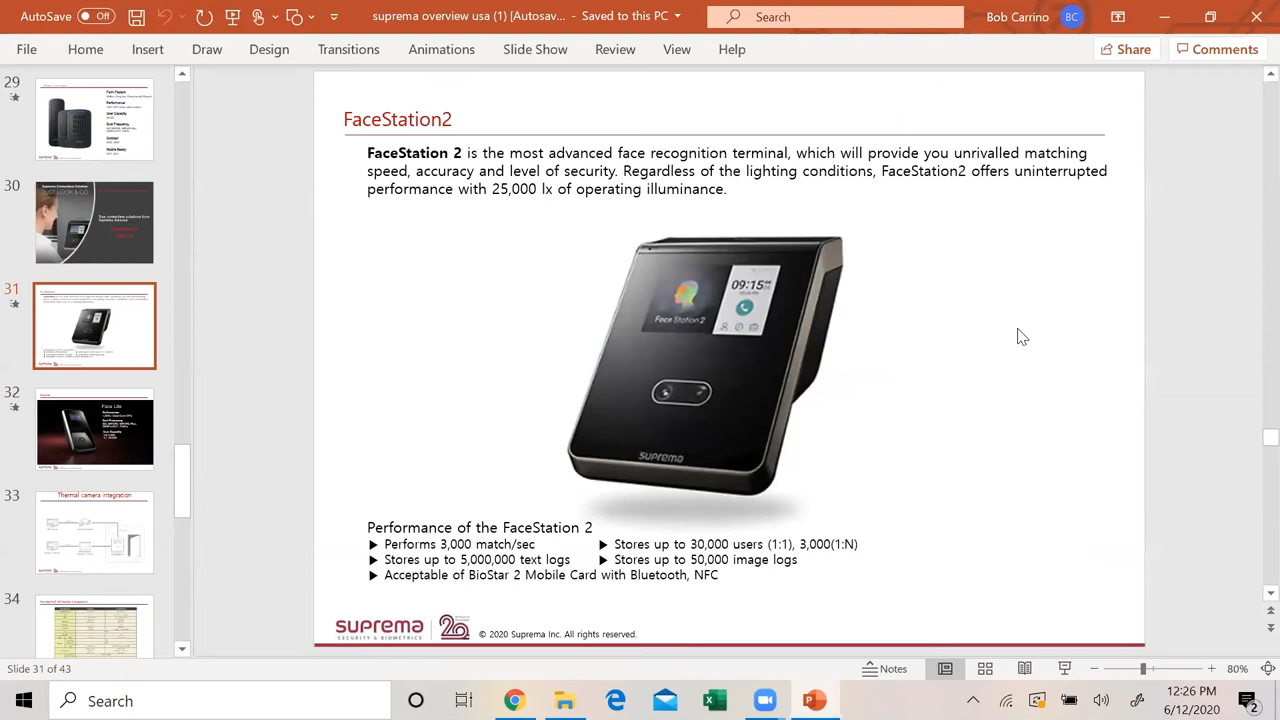 AutoSave Off suprema overview usa (1) [Autosav... - Saved to this PC Search Bob Carrino BC
File Home Insert Draw Design Transitions Animations Slide Show Review View Help Share Comments
29
30
JUST LOOK & GO
31
32
Face Lite
33
Thermal camera integration
34
FaceStation2
FaceStation 2 is the most advanced face recognition terminal, which will provide you unrivalled matching
speed, accuracy and level of security. Regardless of the lighting conditions, FaceStation2 offers uninterrupted
performance with 25,000 lx of operating illuminance.
09:15
Face Station 2
suprema
Performance of the FaceStation 2
▶ Performs 3,000 match/sec ▶ Stores up to 30,000 users (1:1), 3,000(1:N)
▶ Stores up to 5,000,000 text logs ▶ Stores up to 50,000 image logs
▶ Acceptable of BioStar 2 Mobile Card with Bluetooth, NFC
suprema
SECURITY & BIOMETRICS
20
© 2020 Suprema Inc. All rights reserved.
Slide 31 of 43 Notes 80%
Search 12:26 PM
6/12/2020 2